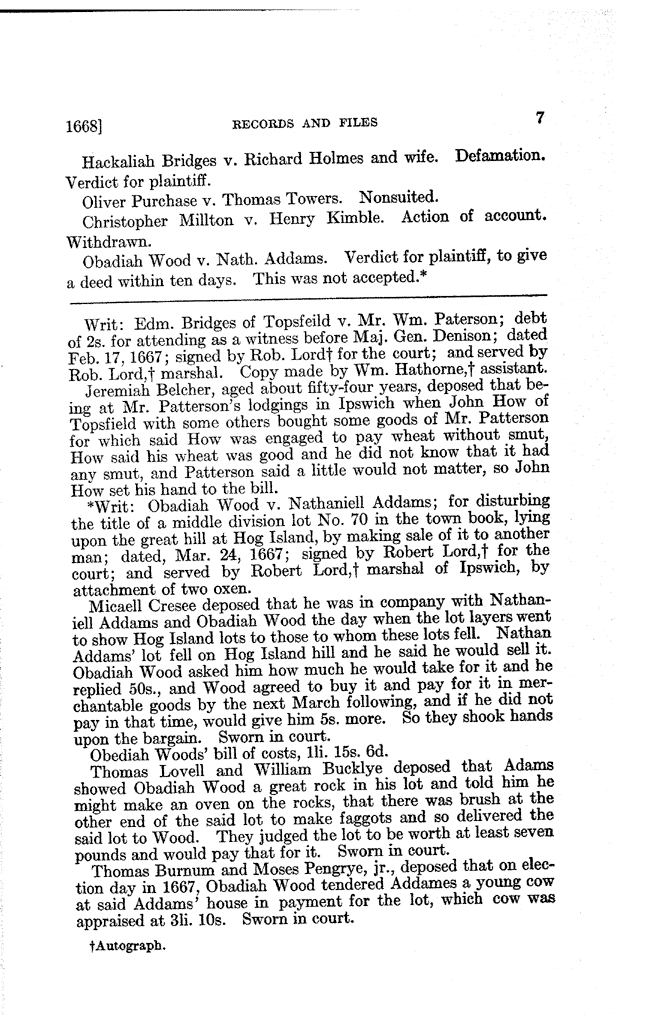 1668] RECORDS AND FILES 7
Hackaliah Bridges v. Richard Holmes and wife. Defamation.
Verdict for plaintiff.
Oliver Purchase v. Thomas Towers. Nonsuited.
Christopher Millton v. Henry Kimble. Action of account.
Withdrawn.
Obadiah Wood v. Nath. Addams. Verdict for plaintiff, to give
a deed within ten days. This was not accepted.*
Writ: Edm. Bridges of Topsfeild v. Mr. Wm. Paterson; debt
of 2s. for attending as a witness before Maj. Gen. Denison; dated
Feb. 17, 1667; signed by Rob. Lord† for the court; and served by
Rob. Lord,† marshal. Copy made by Wm. Hathorne,† assistant.
Jeremiah Belcher, aged about fifty-four years, deposed that be-
ing at Mr. Patterson's lodgings in Ipswich when John How of
Topsfield with some others bought some goods of Mr. Patterson
for which said How was engaged to pay wheat without smut,
How said his wheat was good and he did not know that it had
any smut, and Patterson said a little would not matter, so John
How set his hand to the bill.
*Writ: Obadiah Wood v. Nathaniell Addams; for disturbing
the title of a middle division lot No. 70 in the town book, lying
upon the great hill at Hog Island, by making sale of it to another
man; dated, Mar. 24, 1667; signed by Robert Lord,† for the
court; and served by Robert Lord,† marshal of Ipswich, by
attachment of two oxen.
Micaell Cresee deposed that he was in company with Nathan-
iell Addams and Obadiah Wood the day when the lot layers went
to show Hog Island lots to those to whom these lots fell. Nathan
Addams' lot fell on Hog Island hill and he said he would sell it.
Obadiah Wood asked him how much he would take for it and he
replied 50s., and Wood agreed to buy it and pay for it in mer-
chantable goods by the next March following, and if he did not
pay in that time, would give him 5s. more. So they shook hands
upon the bargain. Sworn in court.
Obediah Woods' bill of costs, 1li. 15s. 6d.
Thomas Lovell and William Bucklye deposed that Adams
showed Obadiah Wood a great rock in his lot and told him he
might make an oven on the rocks, that there was brush at the
other end of the said lot to make faggots and so delivered the
said lot to Wood. They judged the lot to be worth at least seven
pounds and would pay that for it. Sworn in court.
Thomas Burnum and Moses Pengrye, jr., deposed that on elec-
tion day in 1667, Obadiah Wood tendered Addames a young cow
at said Addams' house in payment for the lot, which cow was
appraised at 3li. 10s. Sworn in court.
†Autograph.